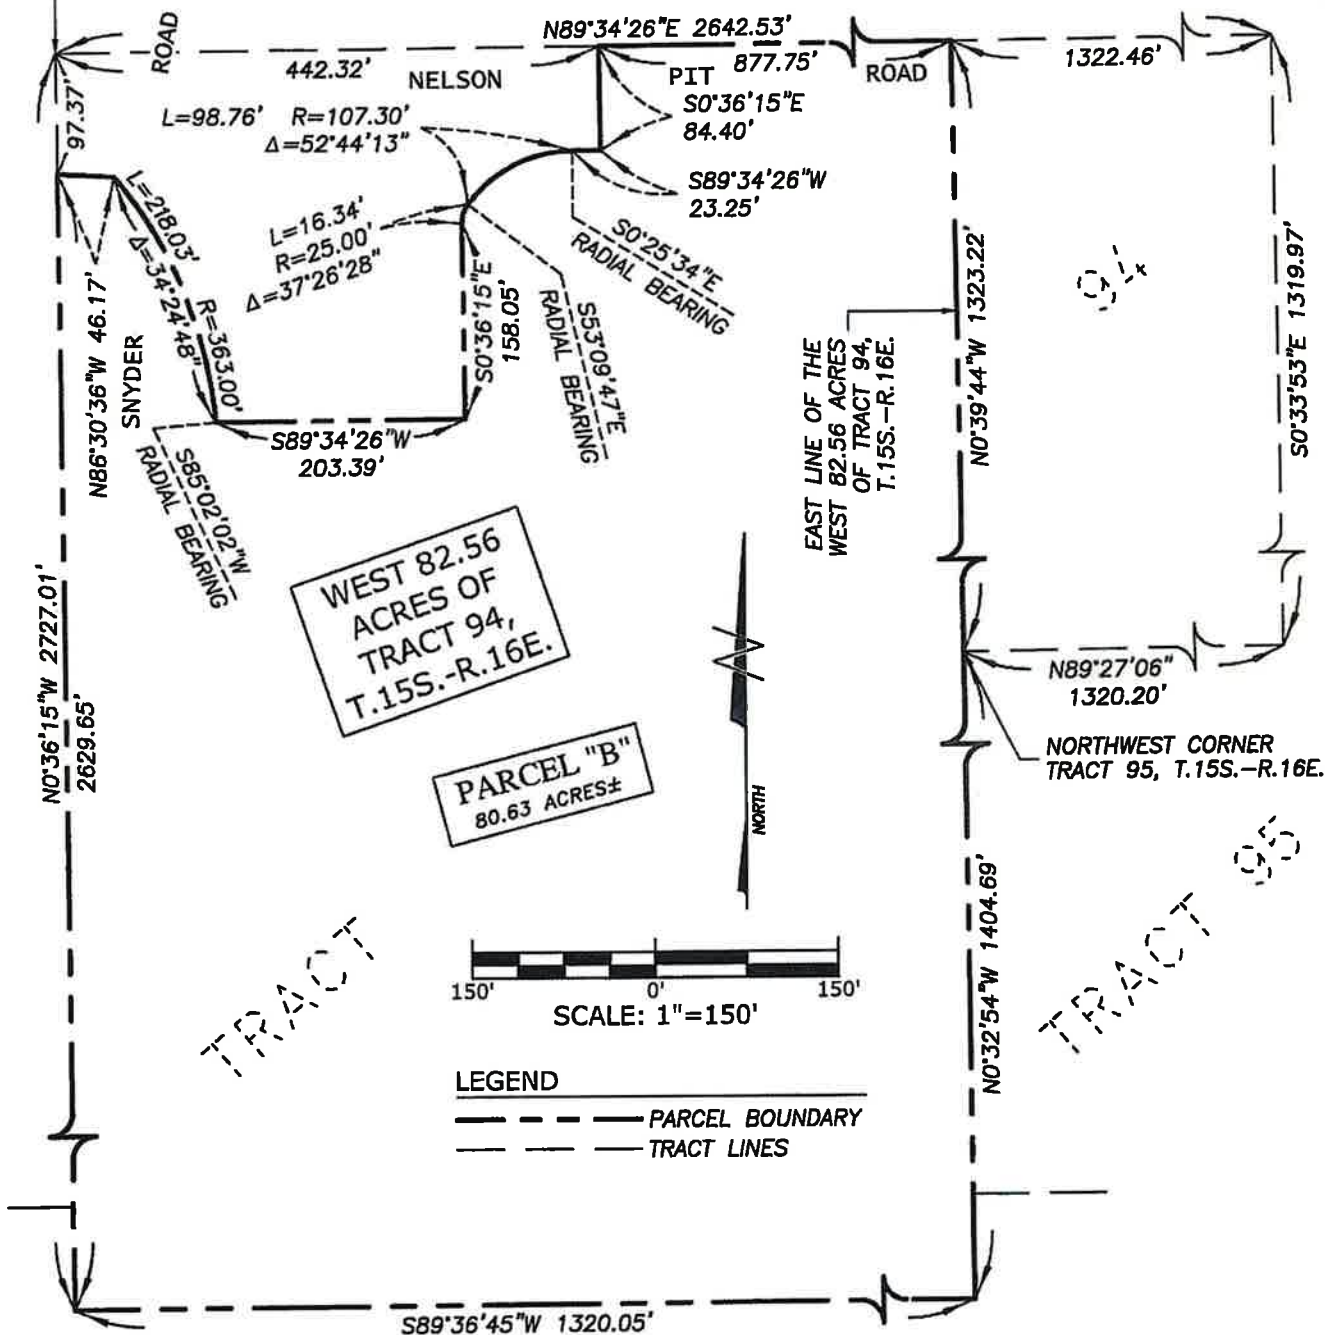 N89°34'26"E 2642.53'
442.32'
877.75'
1322.46'
ROAD
NELSON
PIT
ROAD
97.37'
L=98.76' R=107.30'
Δ=52°44'13"
S0°36'15"E
84.40'
S89°34'26"W
23.25'
L=218.03'
Δ=34°24'48"
R=363.00'
L=16.34'
R=25.00'
Δ=37°26'28"
S0°25'34"E
RADIAL BEARING
S53°09'47"E
RADIAL BEARING
S0°36'15"E
158.05'
N86°30'36"W 46.17'
SNYDER
S89°34'26"W
203.39'
S85°02'02"W
RADIAL BEARING
EAST LINE OF THE
WEST 82.56 ACRES
OF TRACT 94,
T.15S.-R.16E.
N0°39'44"W 1323.22'
94
S0°33'53"E 1319.97'
WEST 82.56
ACRES OF
TRACT 94,
T.15S.-R.16E.
N0°36'15"W 2727.01'
2629.65'
N89°27'06"
1320.20'
NORTHWEST CORNER
TRACT 95, T.15S.-R.16E.
PARCEL "B"
80.63 ACRES±
NORTH
TRACT
TRACT 95
N0°32'54"W 1404.69'
150' 0' 150'
SCALE: 1"=150'
LEGEND
PARCEL BOUNDARY
TRACT LINES
S89°36'45"W 1320.05'